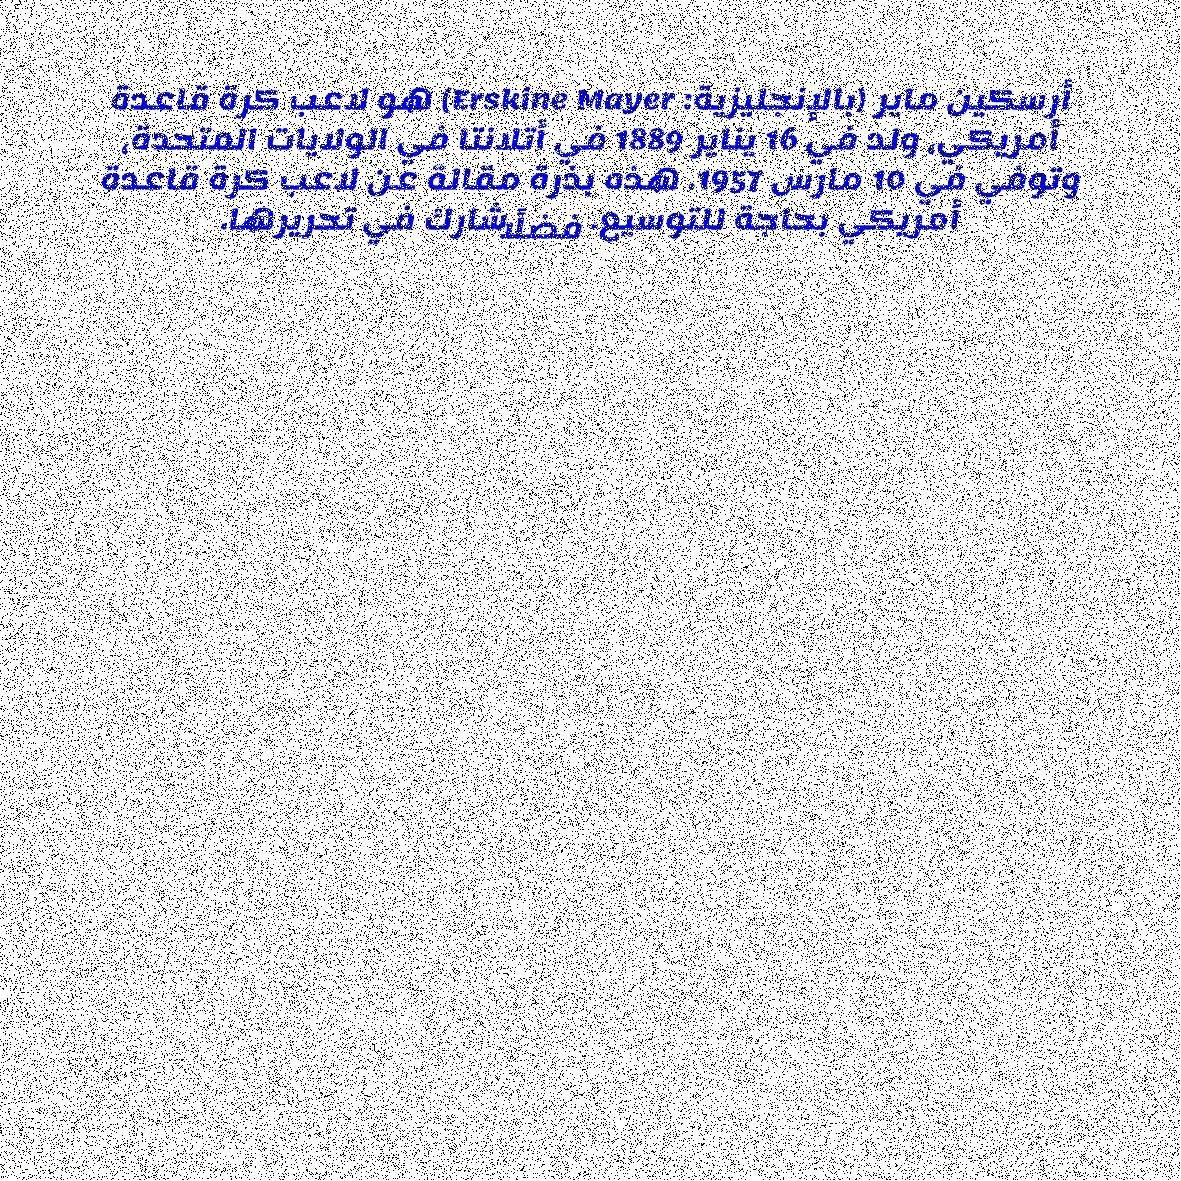 أرسكين ماير (بالإنجليزية: Erskine Mayer) هو لاعب كرة قاعدة
أمريكي، ولد في 16 يناير 1889 في أتلانتا في الولايات المتحدة،
وتوفي في 10 مارس 1957. هذه بذرة مقالة عن لاعب كرة قاعدة
أمريكي بحاجة للتوسيع. فضلًا شارك في تحريرها.